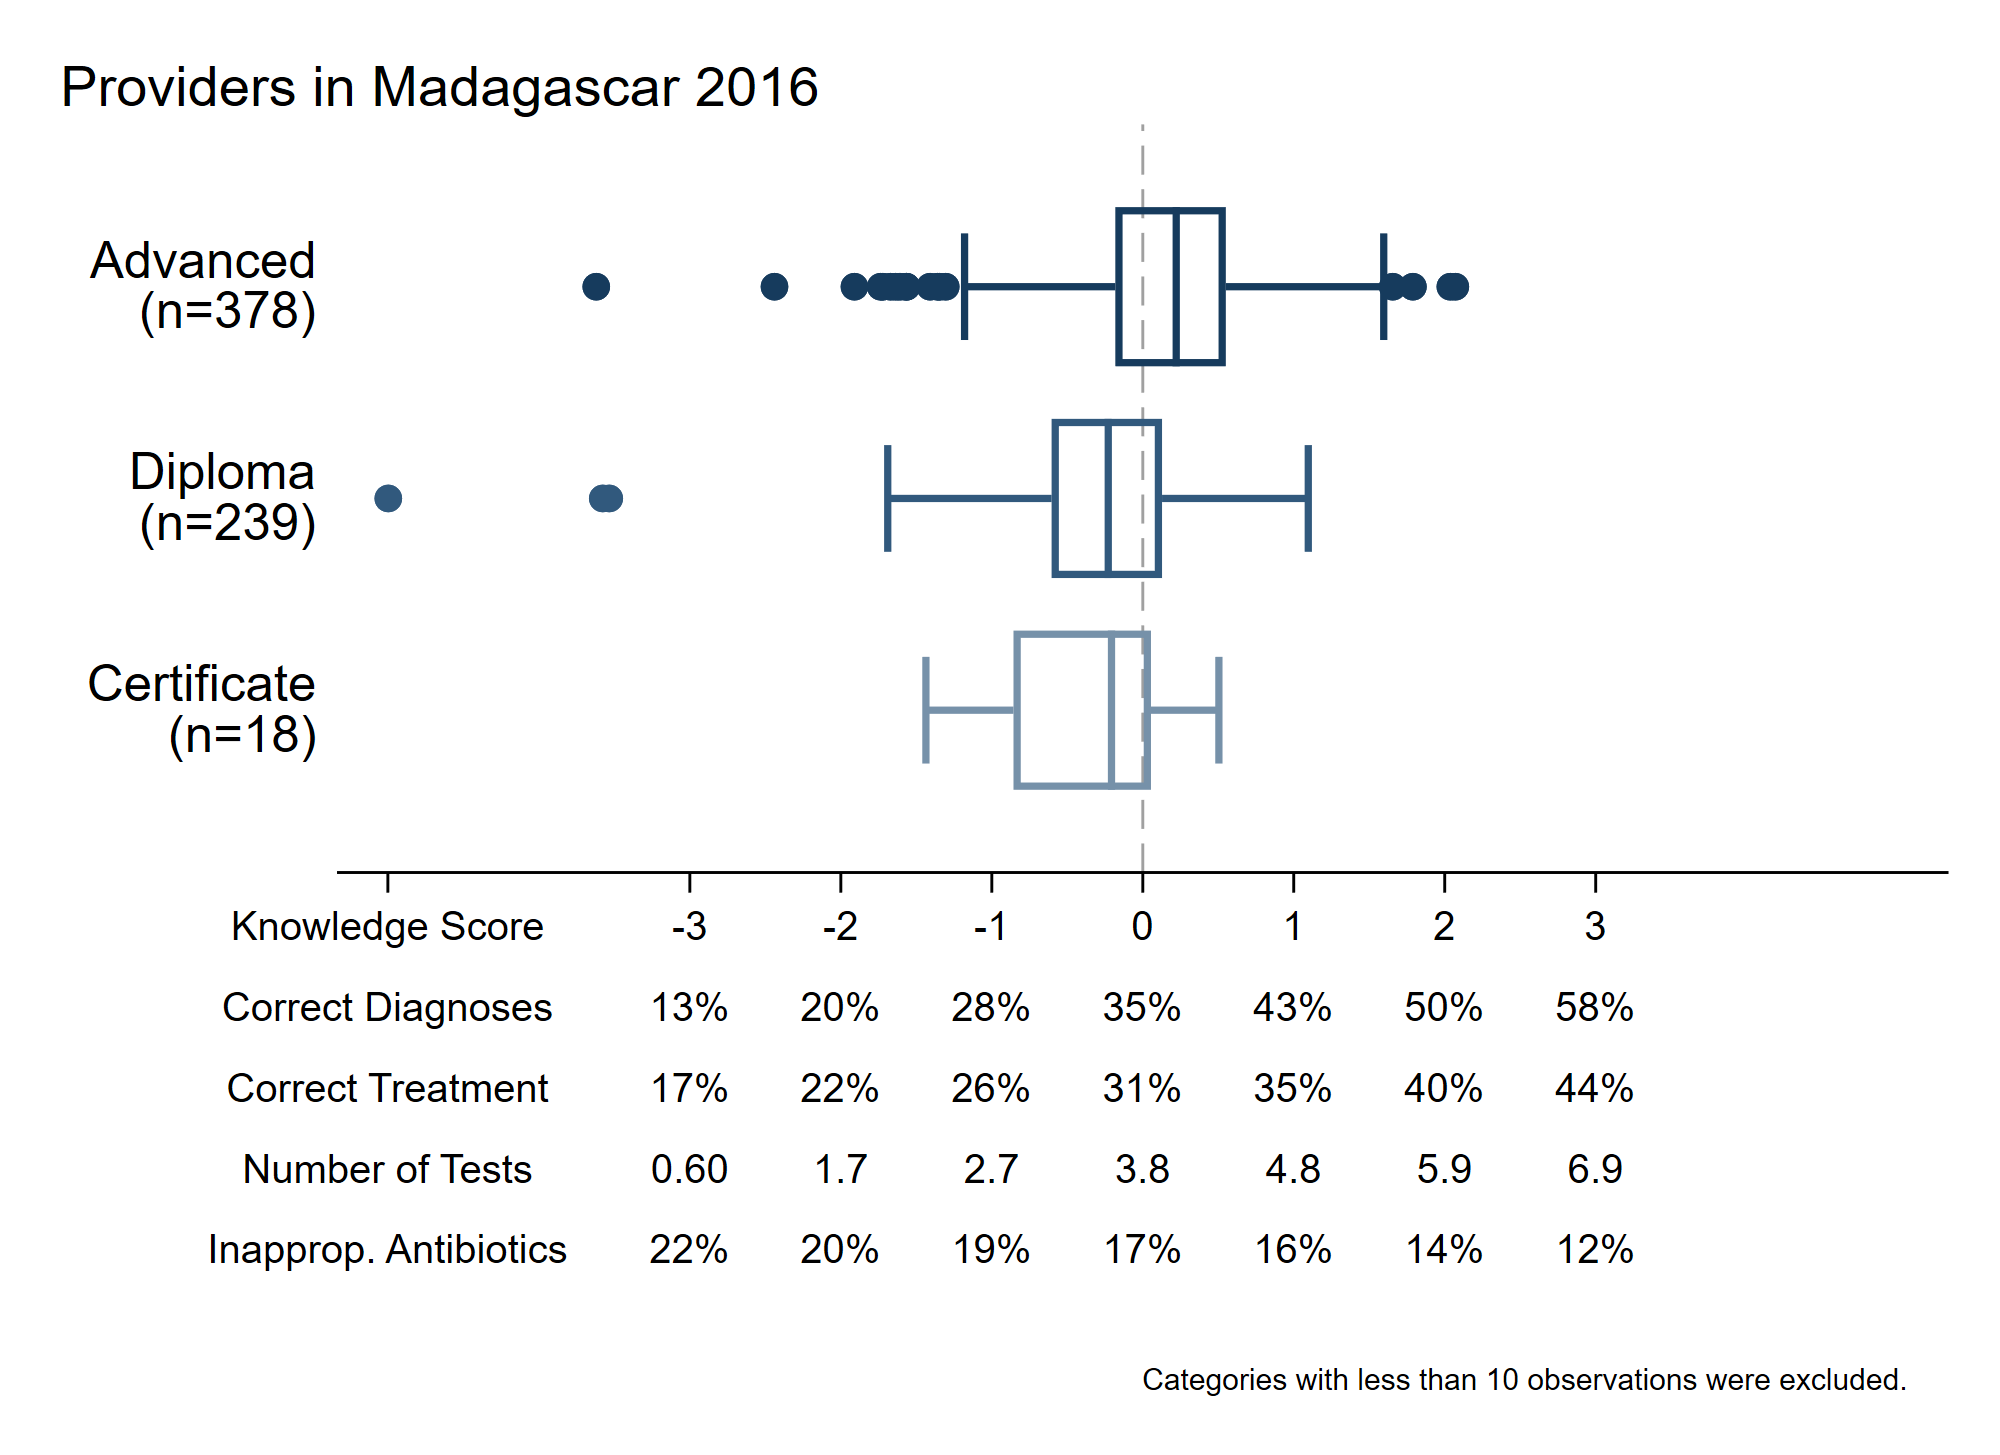 Providers in Madagascar 2016
Advanced
(n=378)
Diploma
(n=239)
Certificate
(n=18)
Knowledge Score -3 -2 -1 0 1 2 3
Correct Diagnoses 13% 20% 28% 35% 43% 50% 58%
Correct Treatment 17% 22% 26% 31% 35% 40% 44%
Number of Tests 0.60 1.7 2.7 3.8 4.8 5.9 6.9
Inapprop. Antibiotics 22% 20% 19% 17% 16% 14% 12%
Categories with less than 10 observations were excluded.